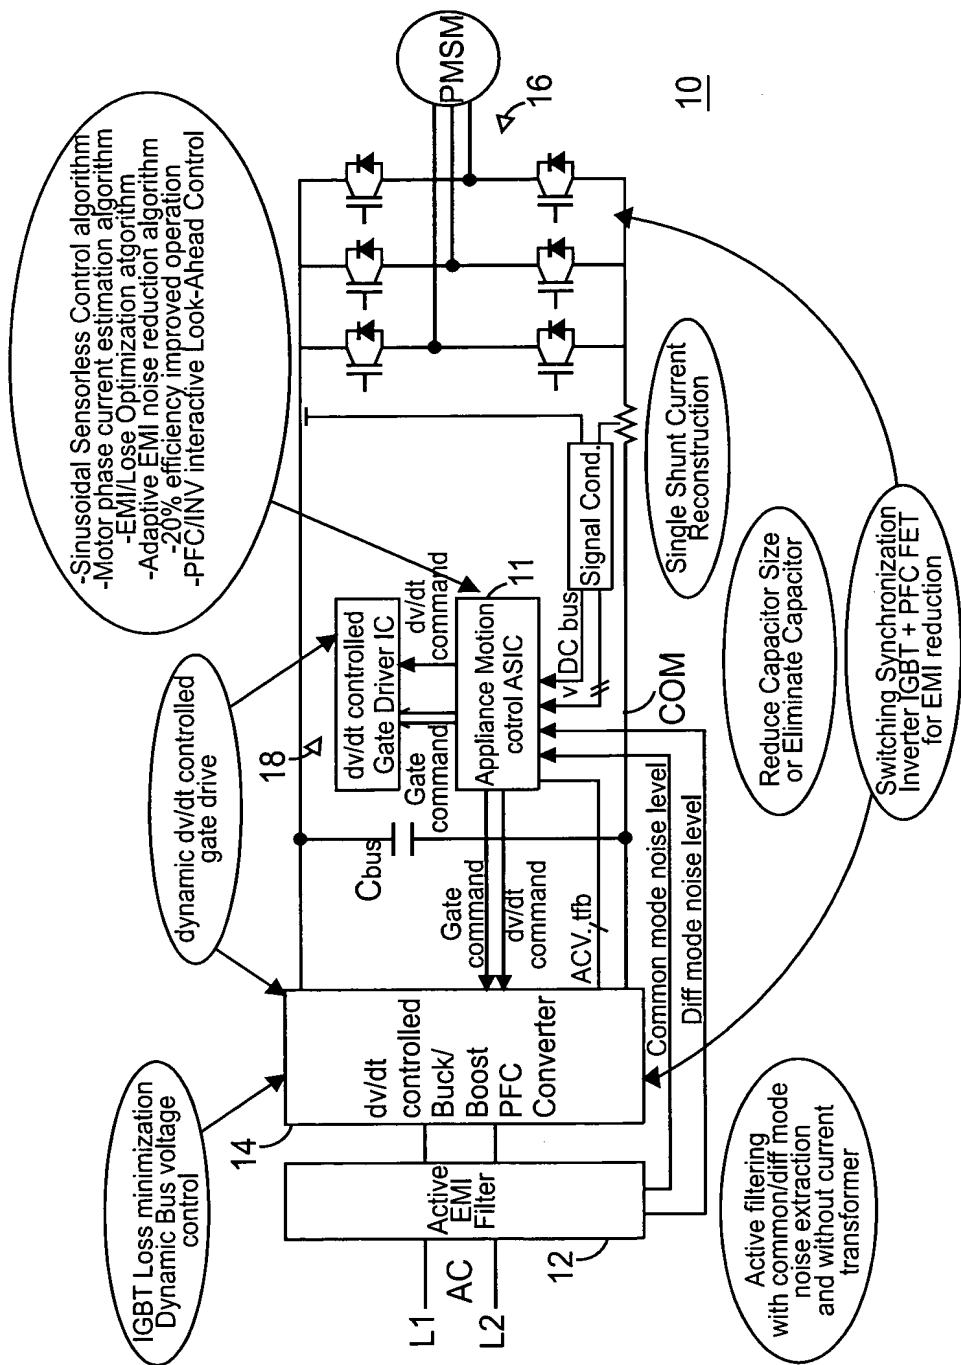 -Sinusoidal Sensorless Control algorithm
-Motor phase current estimation algorithm
-EMI/Lose Optimization algorithm
-Adaptive EMI noise reduction algorithm
-20% efficiency improved operation
-PFC/INV interactive Look-Ahead Control
dynamic dv/dt controlled
gate drive
IGBT Loss minimization
Dynamic Bus voltage
control
L1
AC
L2
Active
EMI
Filter
12
14
dv/dt
controlled
Buck/
Boost
PFC
Converter
Cbus
18
dv/dt controlled
Gate Driver IC
Gate
command
dv/dt
command
Appliance Motion
cotrol ASIC
11
Gate
command
dv/dt
command
ACV.tfb
Common mode noise level
Diff mode noise level
v
DC bus
Signal Cond.
COM
PMSM
16
10
Single Shunt Current
Reconstruction
Reduce Capacitor Size
or Eliminate Capacitor
Switching Synchronization
Inverter IGBT + PFC FET
for EMI reduction
Active filtering
with common/diff mode
noise extraction
and without current
transformer